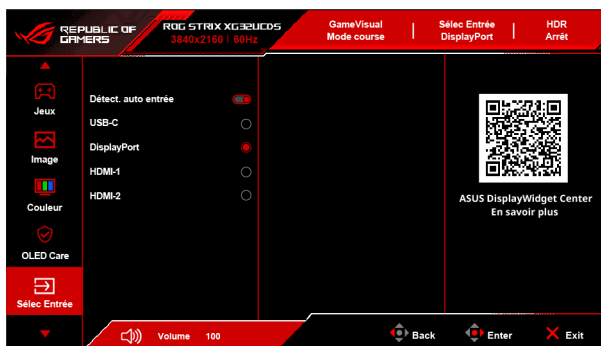 REPUBLIC OF
GAMERS
ROG STRIX XG32UCDS
3840x2160 | 60Hz
GameVisual
Mode course
Sélec Entrée
DisplayPort
HDR
Arrêt
Jeux
Image
Couleur
OLED Care
Sélec Entrée
Détect. auto entrée
USB-C
DisplayPort
HDMI-1
HDMI-2
ASUS DisplayWidget Center
En savoir plus
Volume 100
Back
Enter
Exit